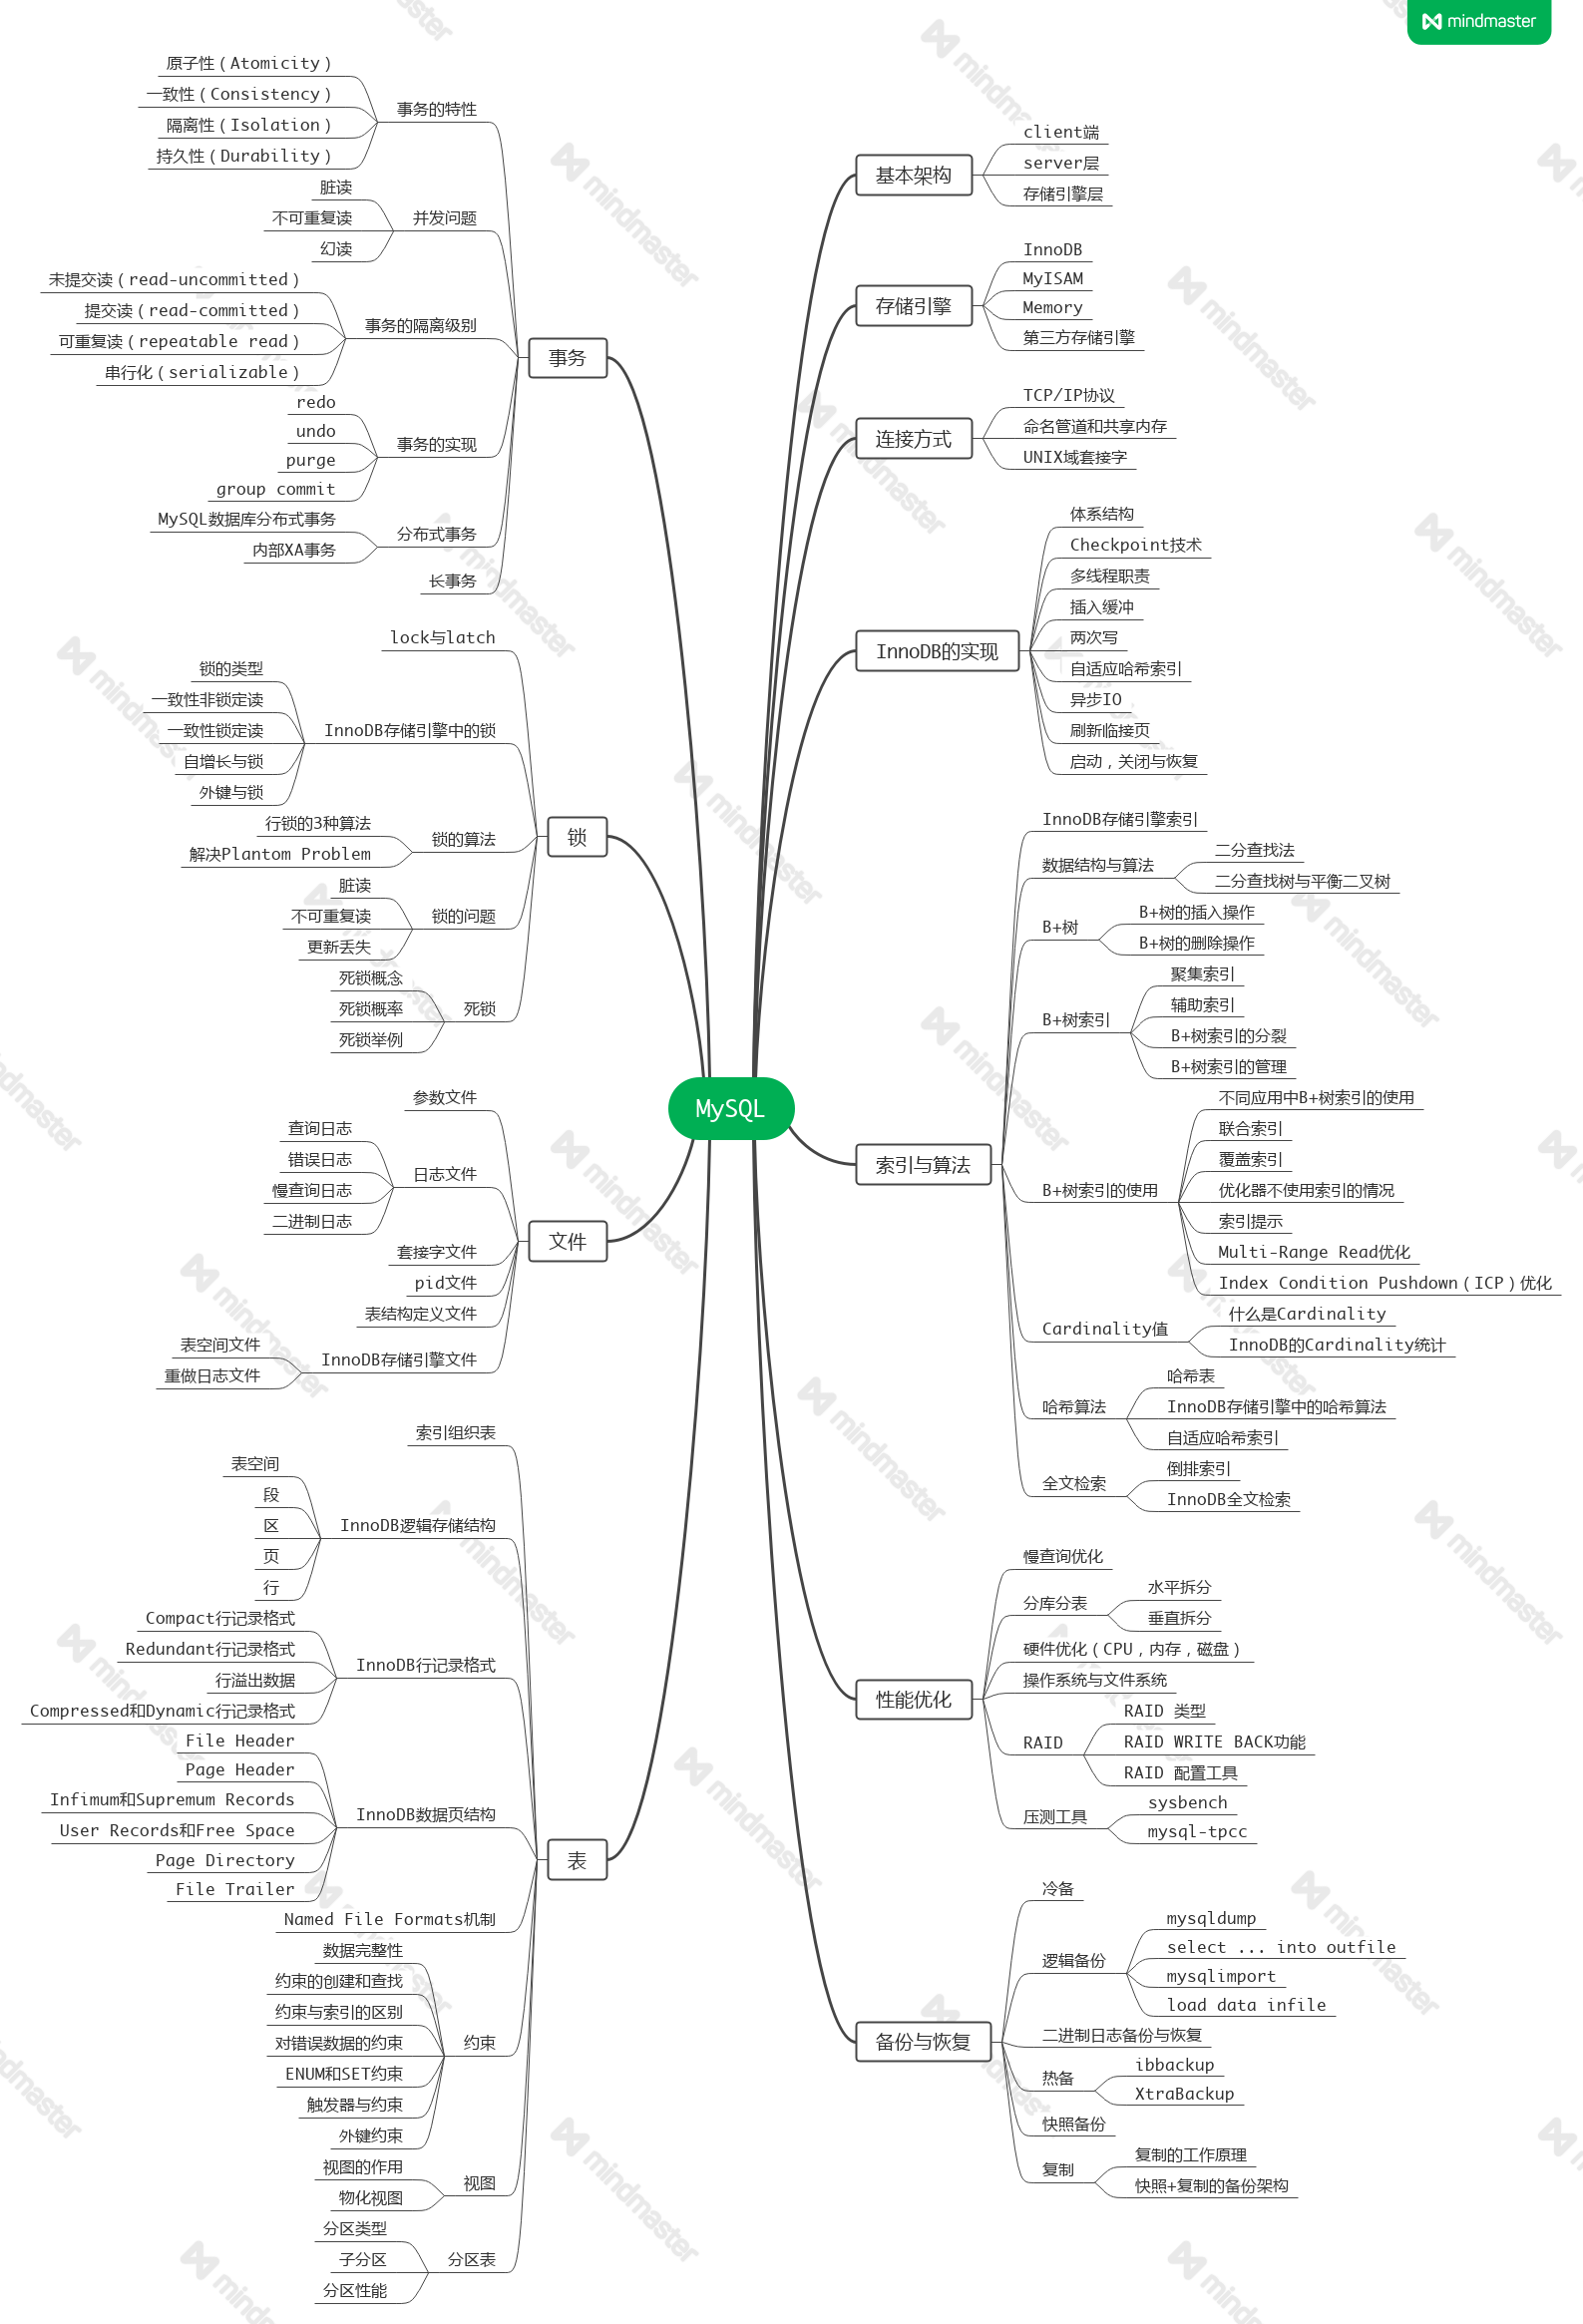 mindmaster
MySQL
基本架构
client端
server层
存储引擎层
存储引擎
InnoDB
MyISAM
Memory
第三方存储引擎
连接方式
TCP/IP协议
命名管道和共享内存
UNIX域套接字
InnoDB的实现
体系结构
Checkpoint技术
多线程职责
插入缓冲
两次写
自适应哈希索引
异步IO
刷新临接页
启动，关闭与恢复
索引与算法
InnoDB存储引擎索引
数据结构与算法
二分查找法
二分查找树与平衡二叉树
B+树
B+树的插入操作
B+树的删除操作
B+树索引
聚集索引
辅助索引
B+树索引的分裂
B+树索引的管理
B+树索引的使用
不同应用中B+树索引的使用
联合索引
覆盖索引
优化器不使用索引的情况
索引提示
Multi-Range Read优化
Index Condition Pushdown（ICP）优化
Cardinality值
什么是Cardinality
InnoDB的Cardinality统计
哈希算法
哈希表
InnoDB存储引擎中的哈希算法
自适应哈希索引
全文检索
倒排索引
InnoDB全文检索
性能优化
慢查询优化
分库分表
水平拆分
垂直拆分
硬件优化（CPU，内存，磁盘）
操作系统与文件系统
RAID
RAID 类型
RAID WRITE BACK功能
RAID 配置工具
压测工具
sysbench
mysql-tpcc
备份与恢复
冷备
逻辑备份
mysqldump
select ... into outfile
mysqlimport
load data infile
二进制日志备份与恢复
热备
ibbackup
XtraBackup
快照备份
复制
复制的工作原理
快照+复制的备份架构
事务
事务的特性
原子性（Atomicity）
一致性（Consistency）
隔离性（Isolation）
持久性（Durability）
并发问题
脏读
不可重复读
幻读
事务的隔离级别
未提交读（read-uncommitted）
提交读（read-committed）
可重复读（repeatable read）
串行化（serializable）
事务的实现
redo
undo
purge
group commit
分布式事务
MySQL数据库分布式事务
内部XA事务
长事务
锁
lock与latch
InnoDB存储引擎中的锁
锁的类型
一致性非锁定读
一致性锁定读
自增长与锁
外键与锁
锁的算法
行锁的3种算法
解决Plantom Problem
锁的问题
脏读
不可重复读
更新丢失
死锁
死锁概念
死锁概率
死锁举例
文件
参数文件
日志文件
查询日志
错误日志
慢查询日志
二进制日志
套接字文件
pid文件
表结构定义文件
InnoDB存储引擎文件
表空间文件
重做日志文件
表
索引组织表
InnoDB逻辑存储结构
表空间
段
区
页
行
InnoDB行记录格式
Compact行记录格式
Redundant行记录格式
行溢出数据
Compressed和Dynamic行记录格式
InnoDB数据页结构
File Header
Page Header
Infimum和Supremum Records
User Records和Free Space
Page Directory
File Trailer
Named File Formats机制
约束
数据完整性
约束的创建和查找
约束与索引的区别
对错误数据的约束
ENUM和SET约束
触发器与约束
外键约束
视图
视图的作用
物化视图
分区表
分区类型
子分区
分区性能